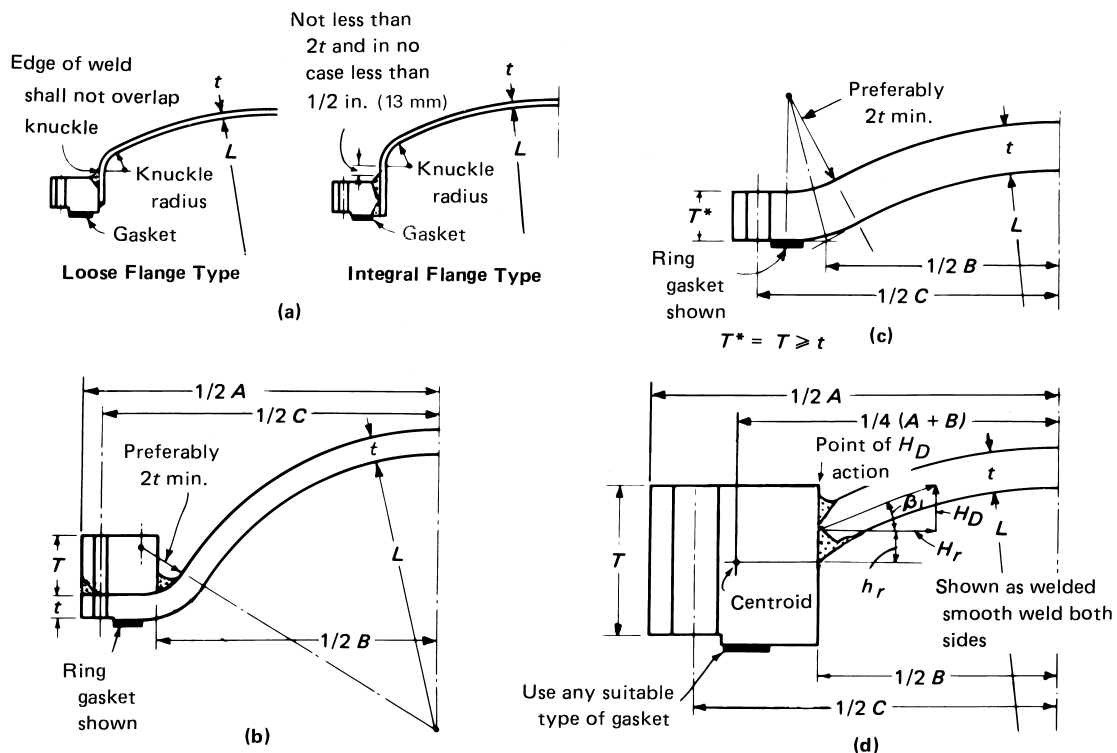 Edge of weld
shall not overlap
knuckle
t
L
Knuckle
radius
Gasket
Loose Flange Type
Not less than
2t and in no
case less than
1/2 in. (13 mm)
t
L
Knuckle
radius
Gasket
Integral Flange Type
(a)
Preferably
2t min.
t
T*
L
Ring
gasket
shown
1/2 B
1/2 C
T* = T ⩾ t
(c)
1/2 A
1/2 C
Preferably
2t min.
t
T
t
L
1/2 B
Ring
gasket
shown
(b)
1/2 A
1/4 (A + B)
Point of HD
action
t
β1
HD
Hr
L
T
hr
Centroid
Shown as welded
smooth weld both
sides
1/2 B
Use any suitable
type of gasket
1/2 C
(d)